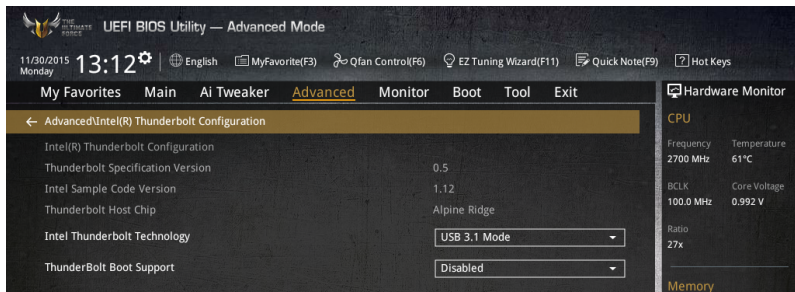 THE
ULTIMATE
FORCE
UEFI BIOS Utility — Advanced Mode
11/30/2015
Monday
13:12
English
MyFavorite(F3)
Qfan Control(F6)
EZ Tuning Wizard(F11)
Quick Note(F9)
? Hot Keys
My Favorites Main Ai Tweaker Advanced Monitor Boot Tool Exit
Hardware Monitor
← Advanced\Intel(R) Thunderbolt Configuration
Intel(R) Thunderbolt Configuration
Thunderbolt Specification Version 0.5
Intel Sample Code Version 1.12
Thunderbolt Host Chip Alpine Ridge
Intel Thunderbolt Technology USB 3.1 Mode
ThunderBolt Boot Support Disabled
CPU
Frequency Temperature
2700 MHz 61°C
BCLK Core Voltage
100.0 MHz 0.992 V
Ratio
27x
Memory